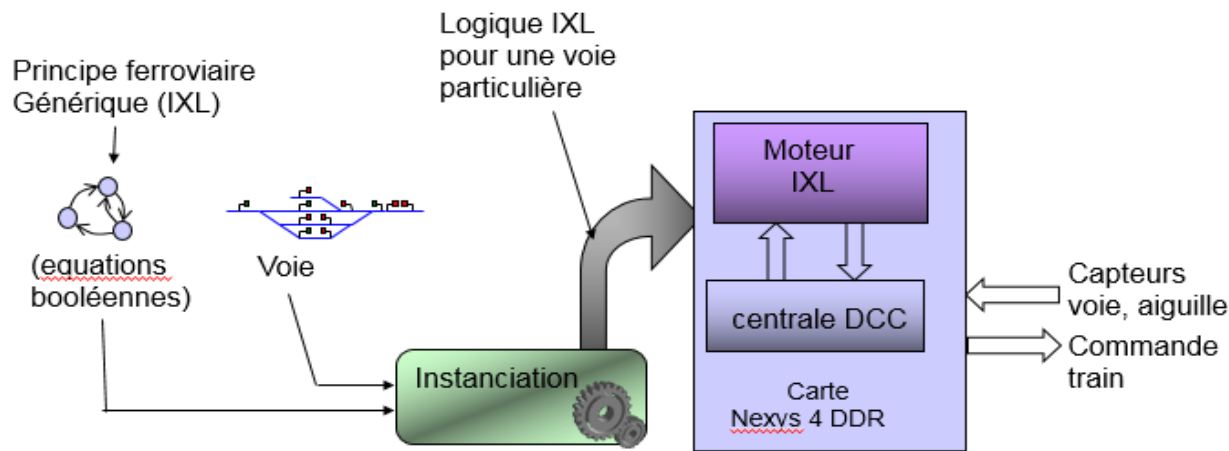 Principe ferroviaire
Générique (IXL)
(equations
booléennes)
Voie
Logique IXL
pour une voie
particulière
Instanciation
Moteur
IXL
centrale DCC
Carte
Nexys 4 DDR
Capteurs
voie, aiguille
Commande
train